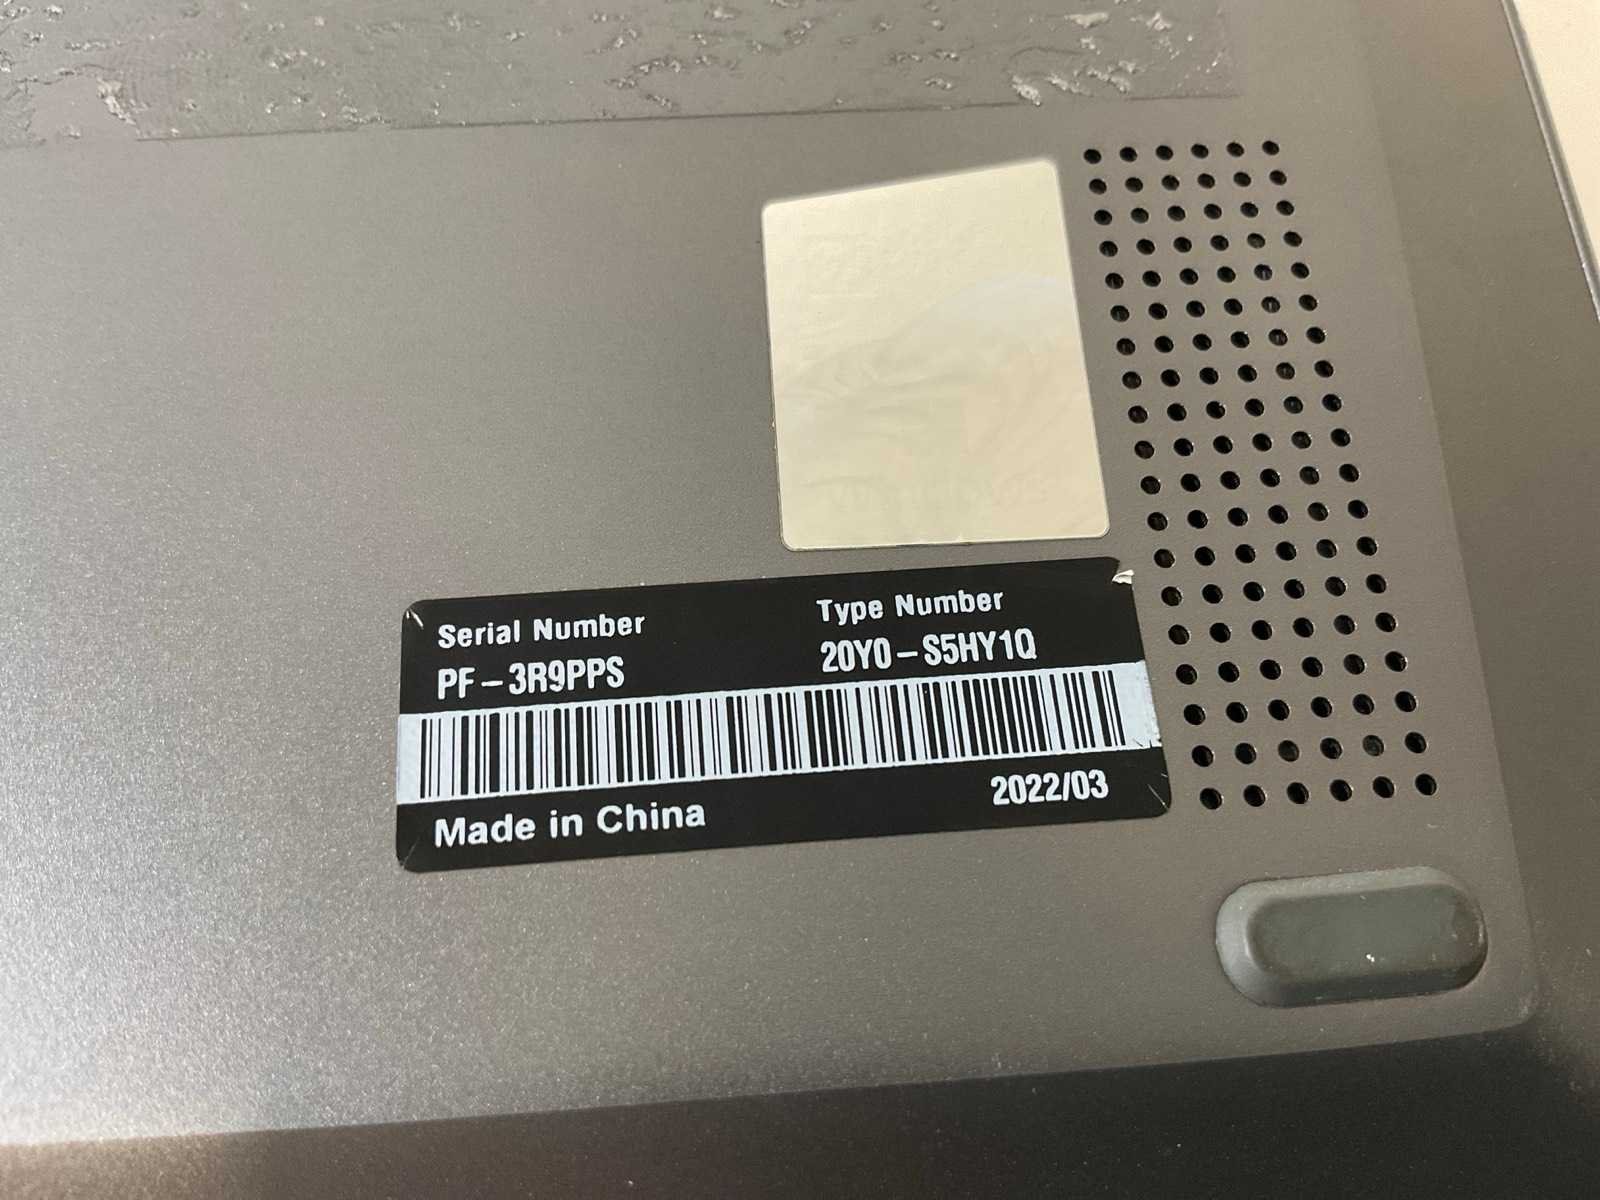 Serial Number
Type Number
PF-3R9PPS
20Y0-S5HY1Q
Made in China
2022/03